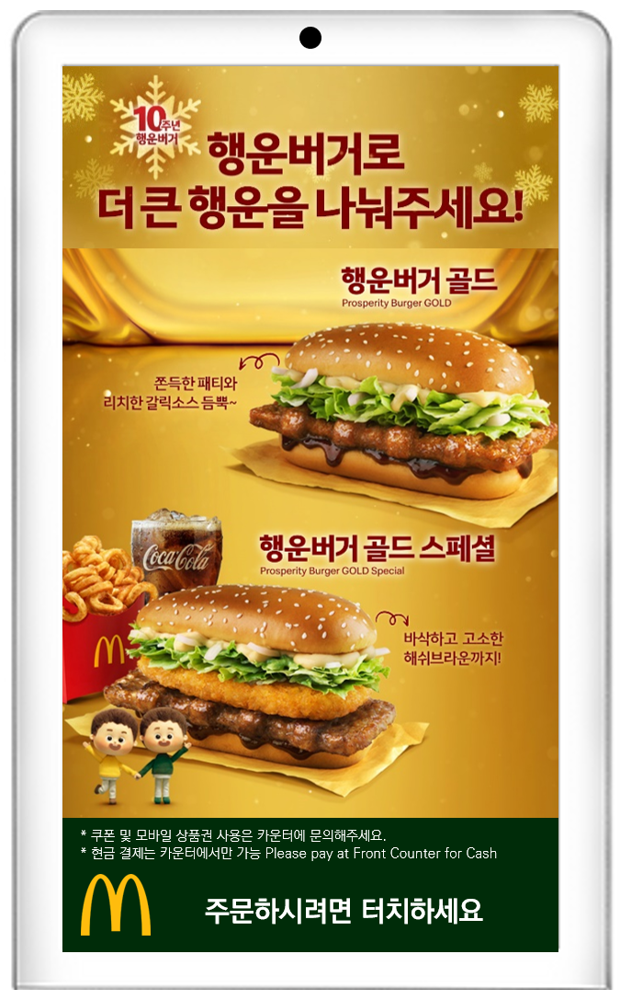 10주년
행운버거
행운버거로
더 큰 행운을 나눠주세요!
행운버거 골드
Prosperity Burger GOLD
쫀득한 패티와
리치한 갈릭소스 듬뿍~
Coca-Cola
행운버거 골드 스페셜
Prosperity Burger GOLD Special
바삭하고 고소한
해쉬브라운까지!
* 쿠폰 및 모바일 상품권 사용은 카운터에 문의해주세요.
* 현금 결제는 카운터에서만 가능 Please pay at Front Counter for Cash
주문하시려면 터치하세요